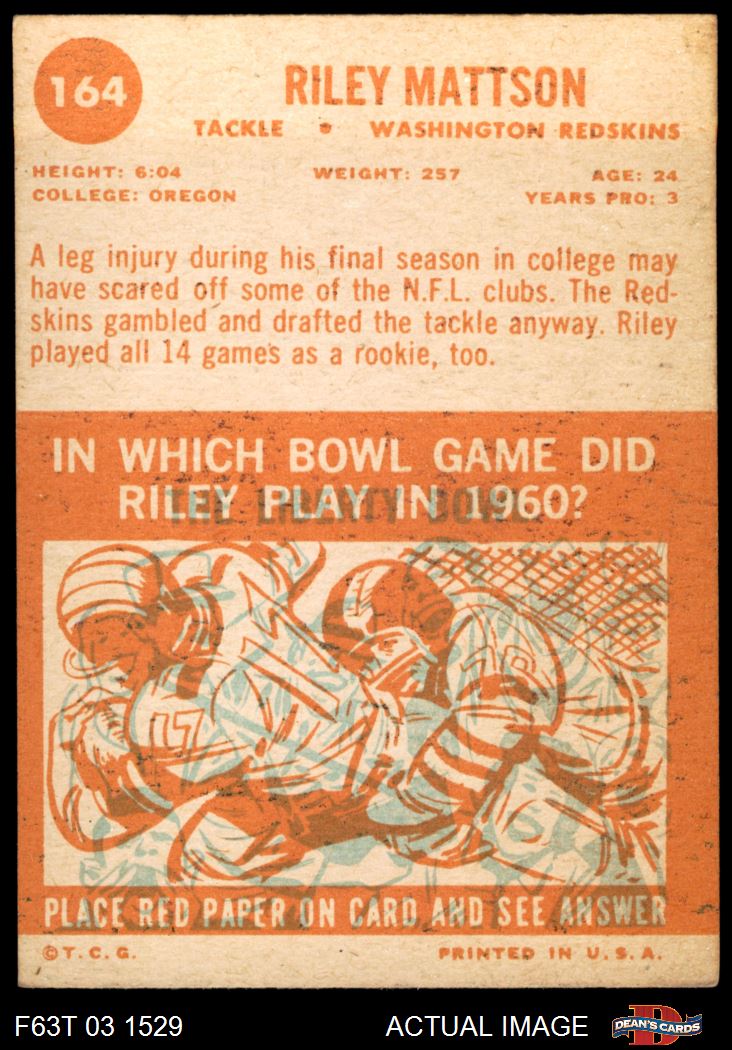 164
RILEY MATTSON
TACKLE • WASHINGTON REDSKINS
HEIGHT: 6:04 WEIGHT: 257 AGE: 24
COLLEGE: OREGON YEARS PRO: 3
A leg injury during his final season in college may
have scared off some of the N.F.L. clubs. The Red-
skins gambled and drafted the tackle anyway. Riley
played all 14 games as a rookie, too.
IN WHICH BOWL GAME DID
RILEY PLAY IN 1960?
THE LIBERTY BOWL
17
PLACE RED PAPER ON CARD AND SEE ANSWER
©T.C.G. PRINTED IN U.S.A.
F63T 03 1529 ACTUAL IMAGE
D
DEAN'S CARDS